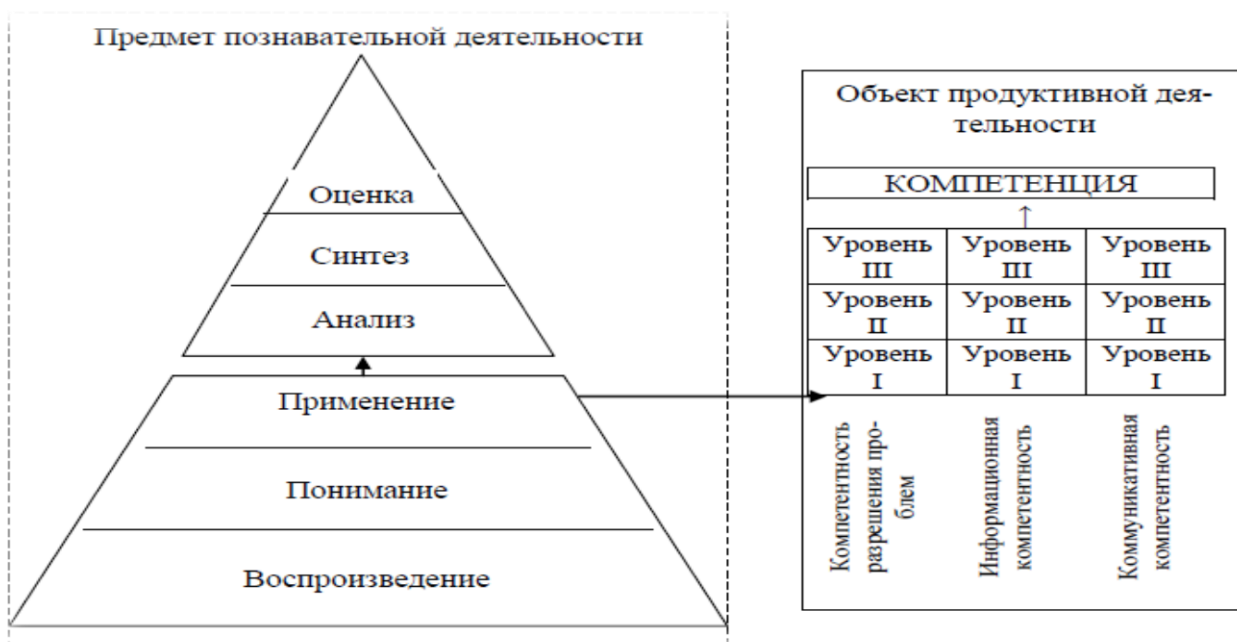 Предмет познавательной деятельности
Оценка
Синтез
Анализ
Применение
Понимание
Воспроизведение
Объект продуктивной дея-
тельности
КОМПЕТЕНЦИЯ
↑
Уровень Уровень Уровень
III III III
Уровень Уровень Уровень
II II II
Уровень Уровень Уровень
I I I
Компетентность
разрешения про-
блем
Информационная
компетентность
Коммуникативная
компетентность